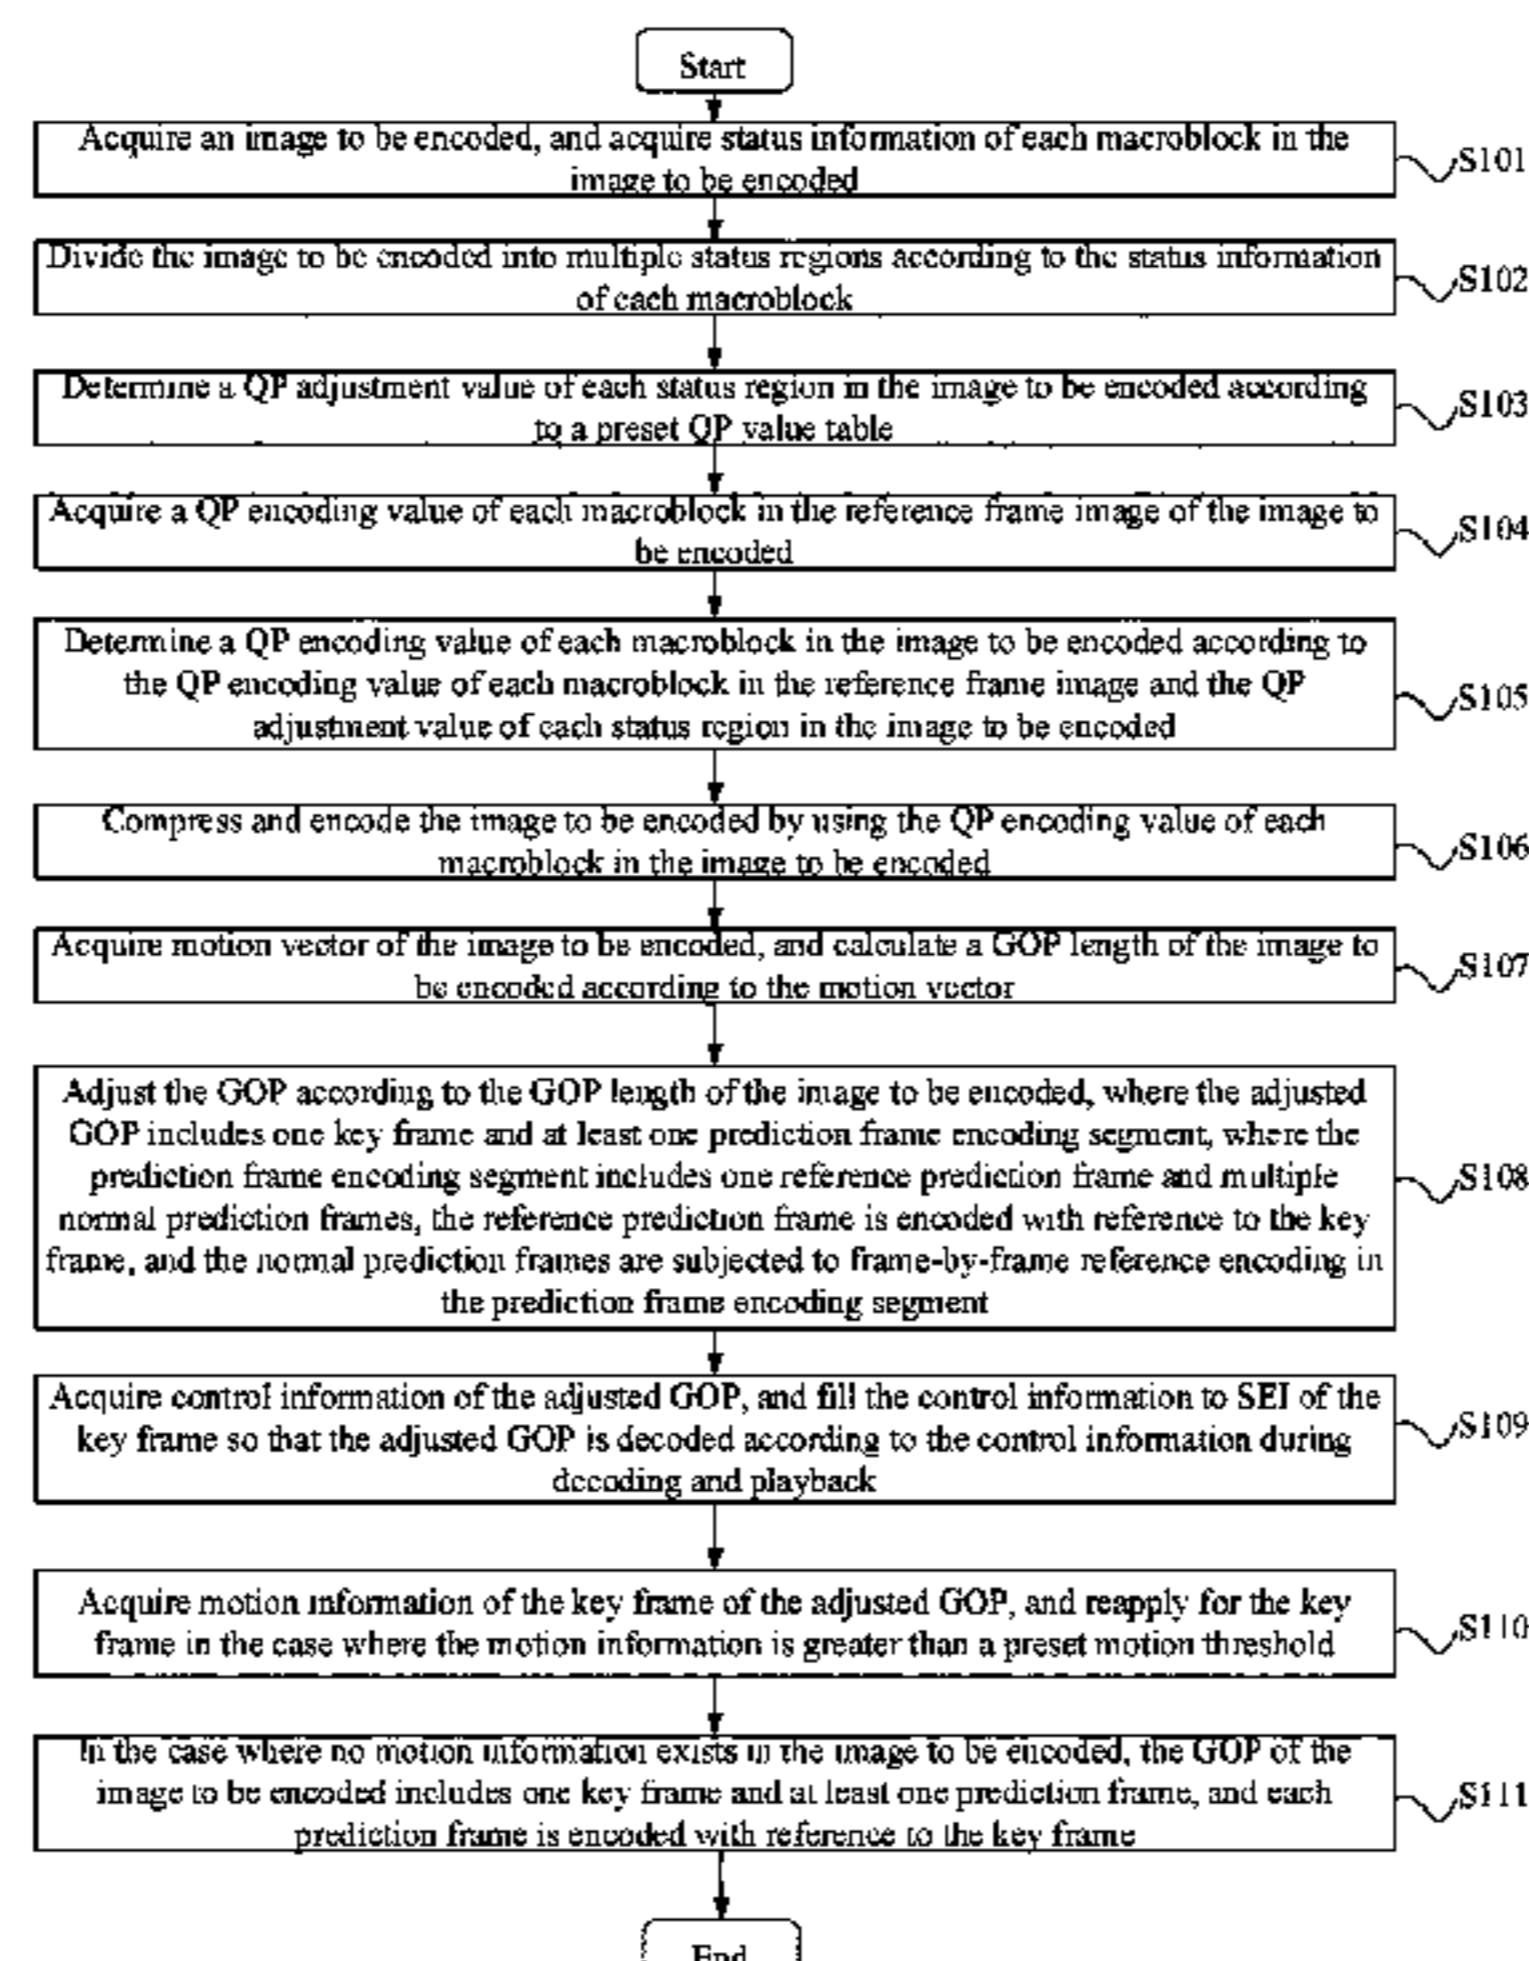 Start
Acquire an image to be encoded, and acquire status information of each macroblock in the
image to be encoded
S101
Divide the image to be encoded into multiple status regions according to the status information
of each macroblock
S102
Determine a QP adjustment value of each status region in the image to be encoded according
to a preset QP value table
S103
Acquire a QP encoding value of each macroblock in the reference frame image of the image to
be encoded
S104
Determine a QP encoding value of each macroblock in the image to be encoded according to
the QP encoding value of each macroblock in the reference frame image and the QP
adjustment value of each status region in the image to be encoded
S105
Compress and encode the image to be encoded by using the QP encoding value of each
macroblock in the image to be encoded
S106
Acquire motion vector of the image to be encoded, and calculate a GOP length of the image to
be encoded according to the motion vector
S107
Adjust the GOP according to the GOP length of the image to be encoded, where the adjusted
GOP includes one key frame and at least one prediction frame encoding segment, where the
prediction frame encoding segment includes one reference prediction frame and multiple
normal prediction frames, the reference prediction frame is encoded with reference to the key
frame, and the normal prediction frames are subjected to frame-by-frame reference encoding in
the prediction frame encoding segment
S108
Acquire control information of the adjusted GOP, and fill the control information to SEI of the
key frame so that the adjusted GOP is decoded according to the control information during
decoding and playback
S109
Acquire motion information of the key frame of the adjusted GOP, and reapply for the key
frame in the case where the motion information is greater than a preset motion threshold
S110
In the case where no motion information exists in the image to be encoded, the GOP of the
image to be encoded includes one key frame and at least one prediction frame, and each
prediction frame is encoded with reference to the key frame
S111
End